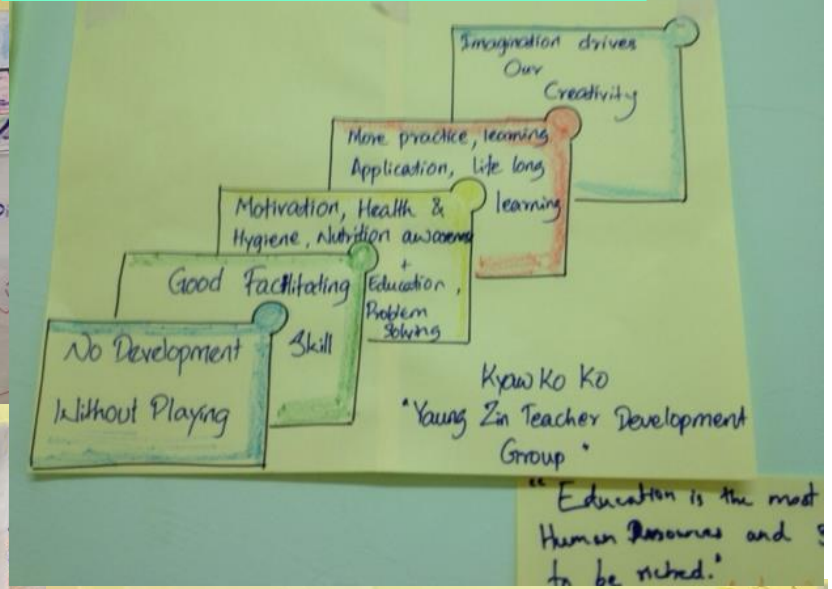 Imagination drives
Our
Creativity
More practice, learning
Application, life long
learning
Motivation, Health &
Hygiene, Nutrition awareness
+
Education,
Problem
Solving
Good Facilitating
Skill
No Development
Without Playing
Kyaw Ko Ko
"Yaung Zin Teacher Development
Group"
"Education is the most
Human Resources and
to be riched."